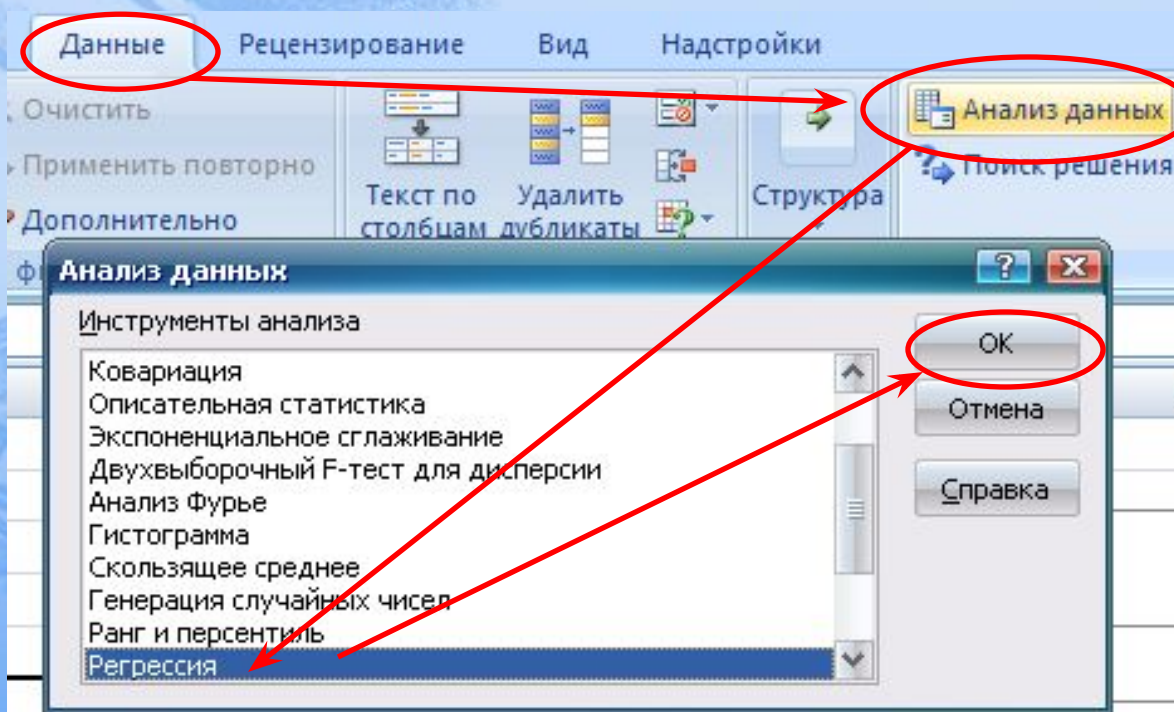 Данные Рецензирование Вид Надстройки
Очистить
Применить повторно
Дополнительно
Текст по столбцам
Удалить дубликаты
Структура
Анализ данных
Поиск решения
Анализ данных
Инструменты анализа
Ковариация
Описательная статистика
Экспоненциальное сглаживание
Двухвыборочный F-тест для дисперсии
Анализ Фурье
Гистограмма
Скользящее среднее
Генерация случайных чисел
Ранг и персентиль
Регрессия
OK
Отмена
Справка